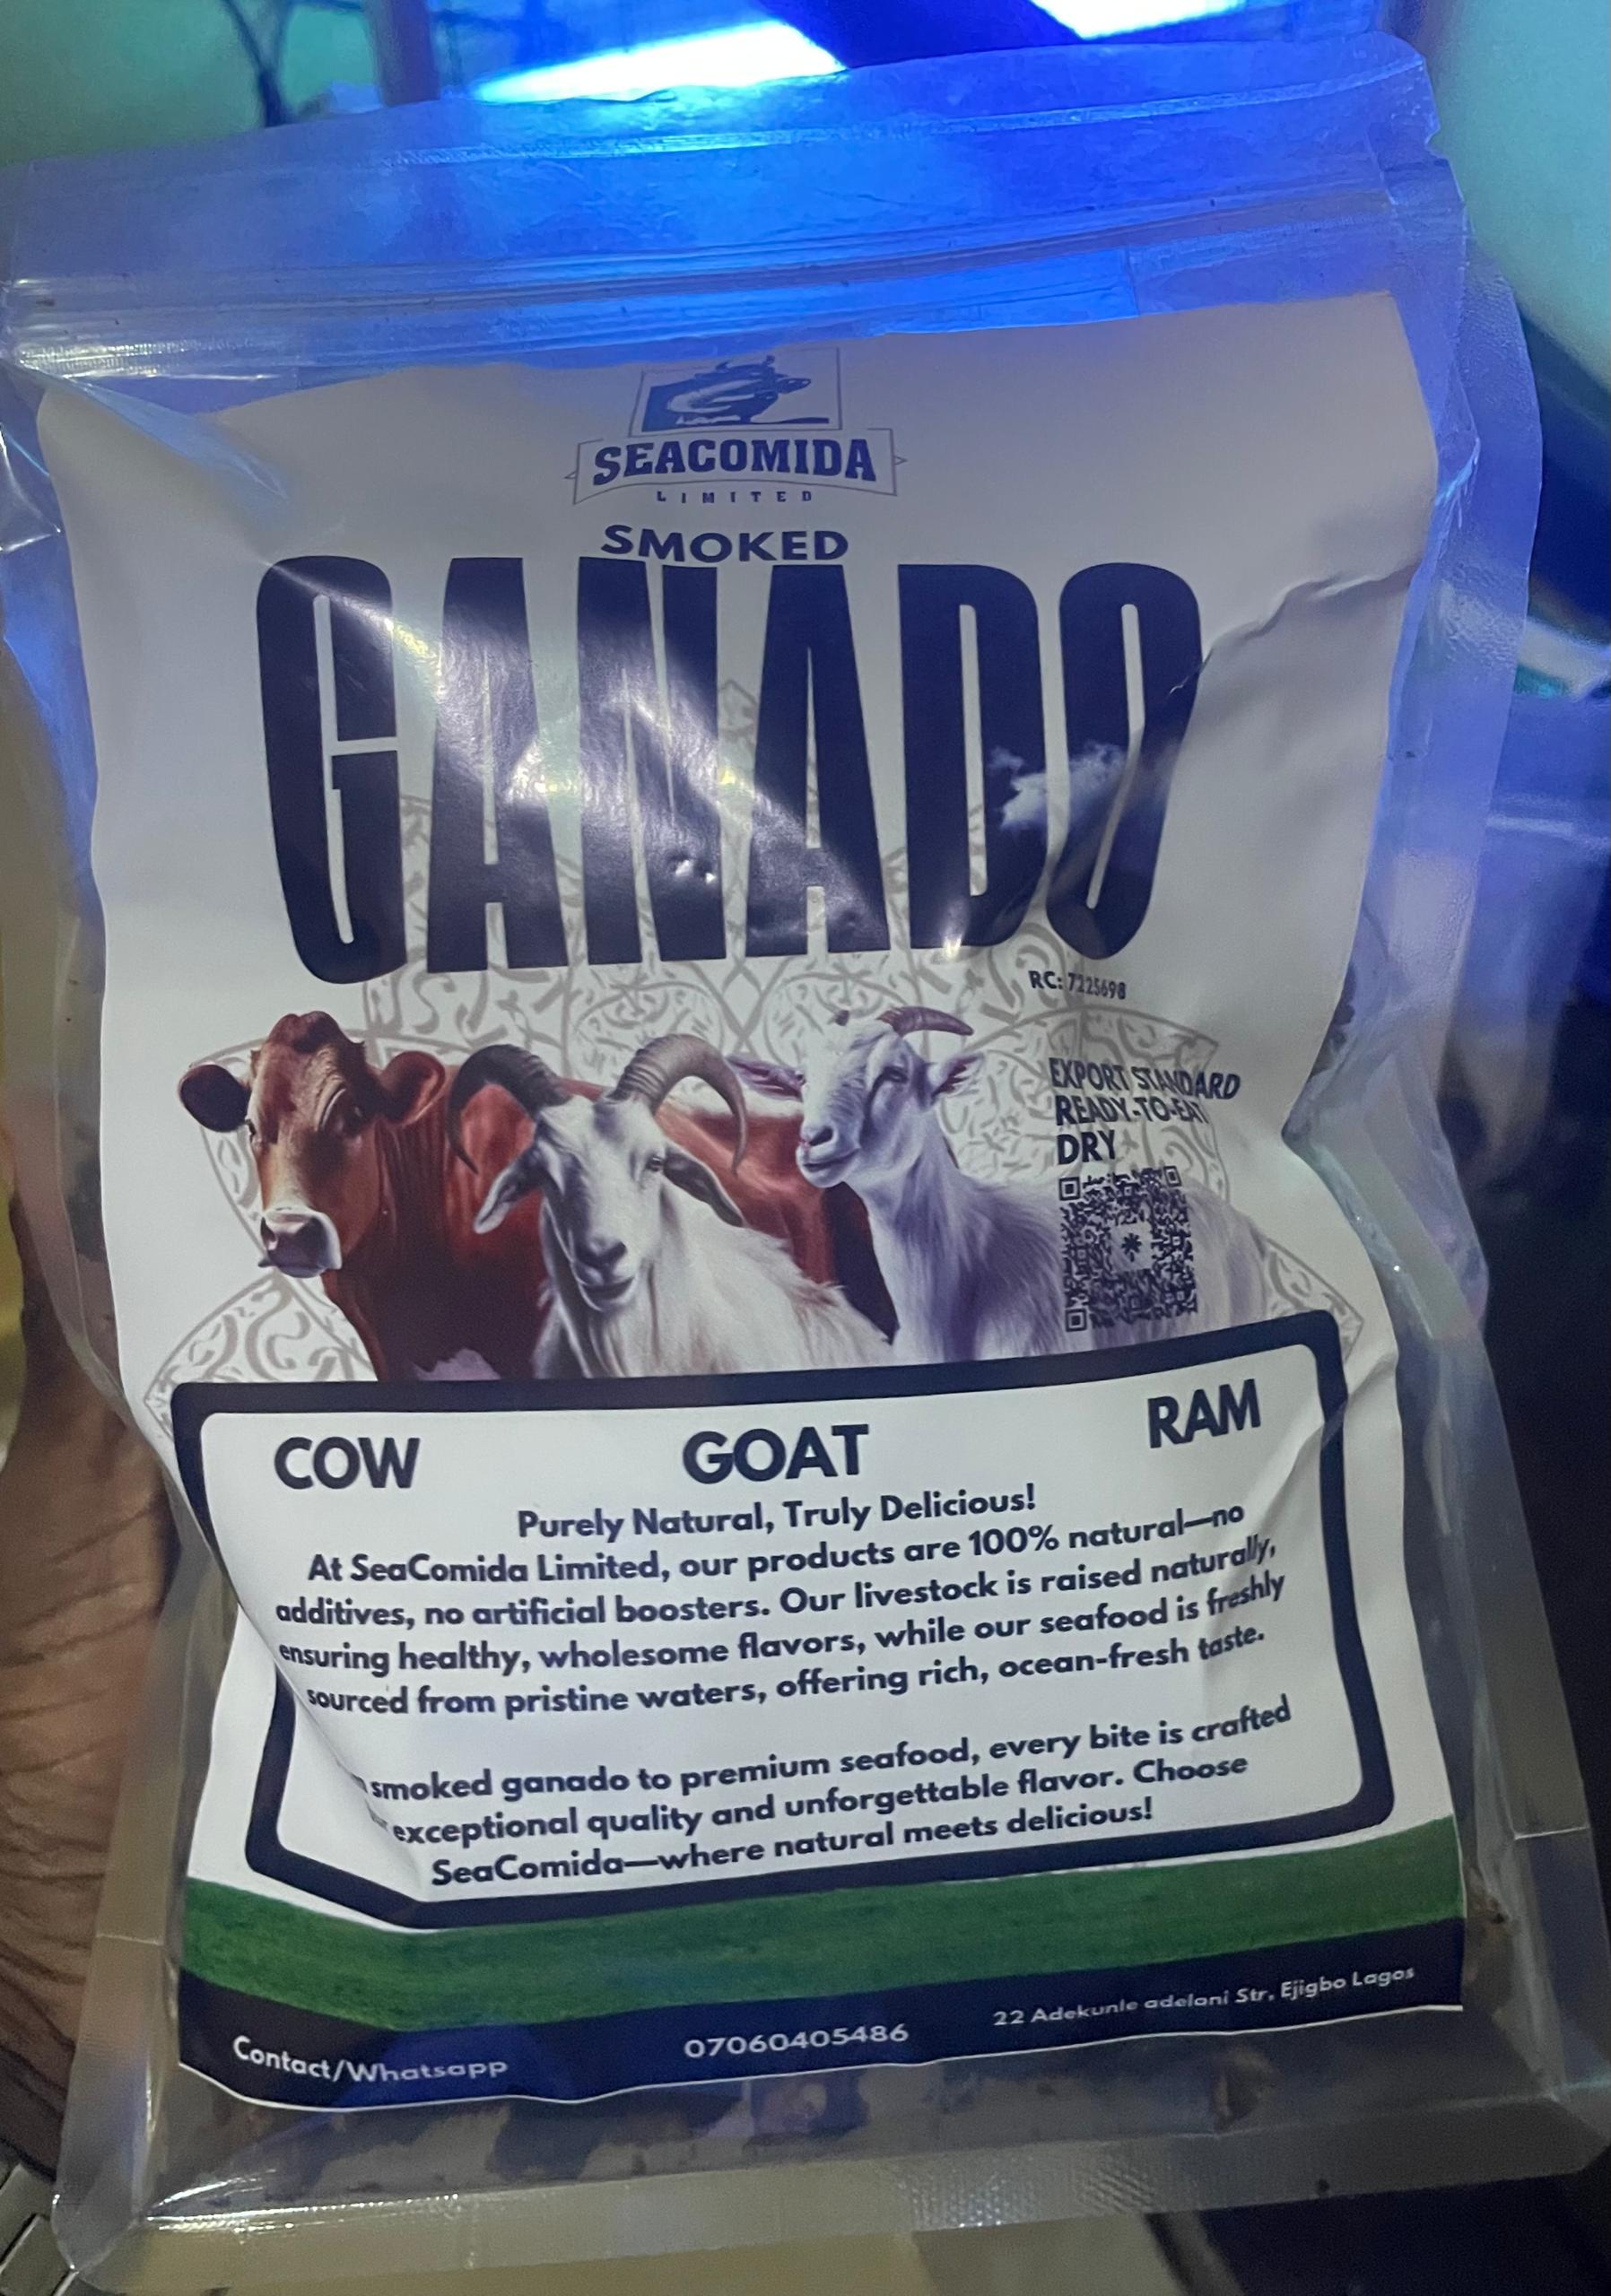 SEACOMIDA
LIMITED
SMOKED
GANADO
RC: 7225698
EXPORT STANDARD
READY-TO-EAT
DRY
COW GOAT RAM
Purely Natural, Truly Delicious!
At SeaComida Limited, our products are 100% natural—no
additives, no artificial boosters. Our livestock is raised naturally,
ensuring healthy, wholesome flavors, while our seafood is freshly
sourced from pristine waters, offering rich, ocean-fresh taste.
smoked ganado to premium seafood, every bite is crafted
exceptional quality and unforgettable flavor. Choose
SeaComida—where natural meets delicious!
Contact/Whatsapp 07060405486 22 Adekunle adeloni Str, Ejigbo Lagos